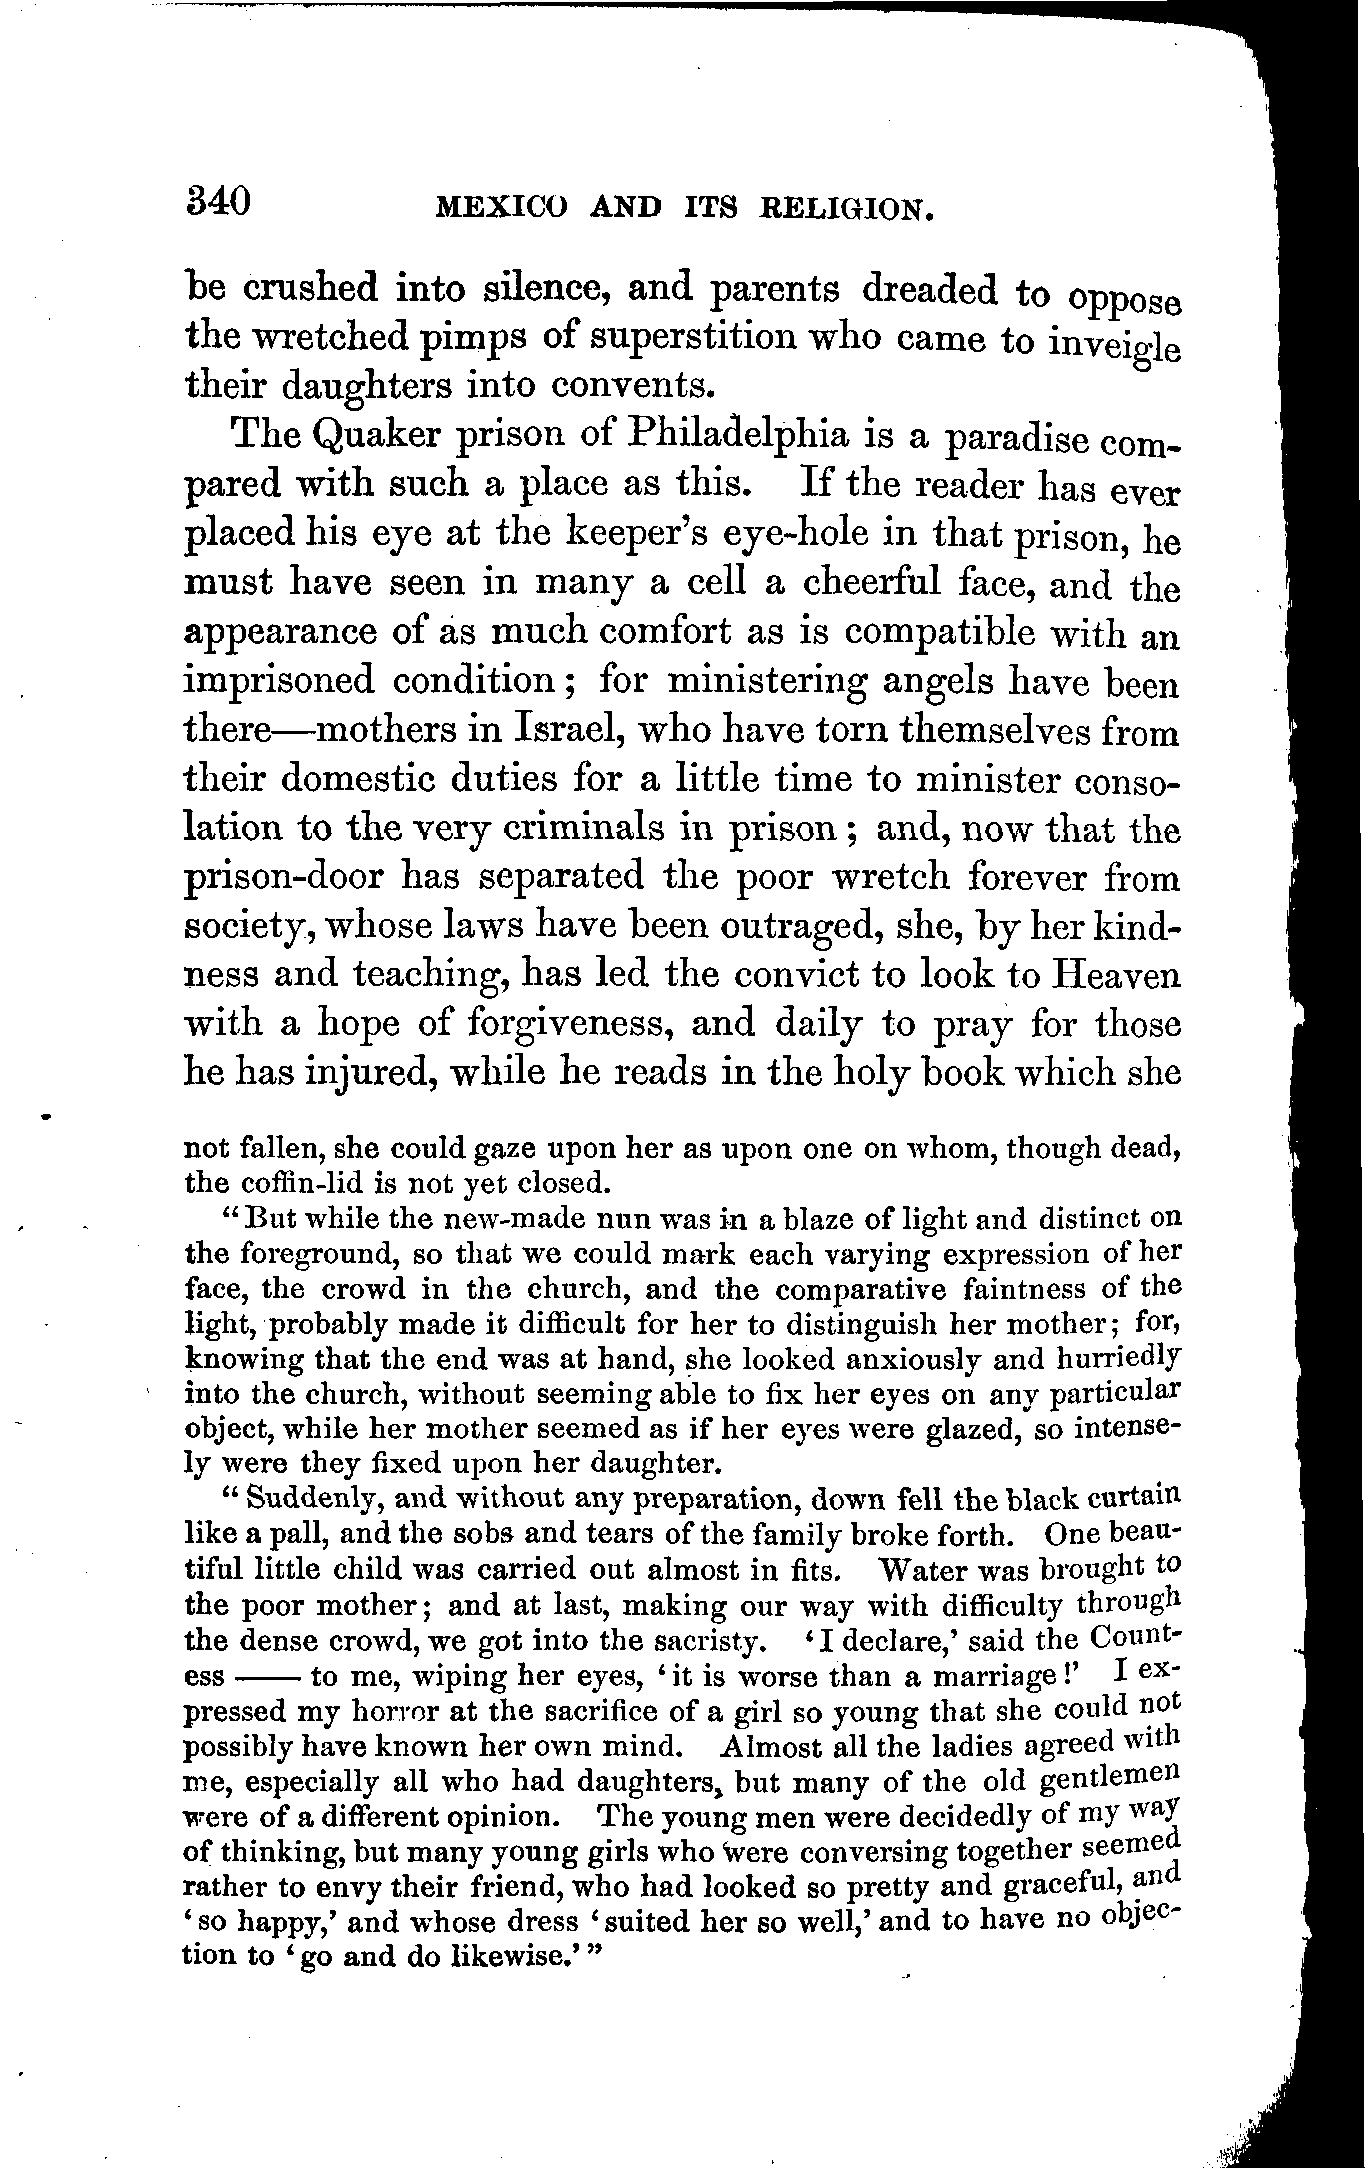 340 MEXICO AND ITS RELIGION.
be crushed into silence, and parents dreaded to oppose
the wretched pimps of superstition who came to inveigle
their daughters into convents.
The Quaker prison of Philadelphia is a paradise com-
pared with such a place as this. If the reader has ever
placed his eye at the keeper's eye-hole in that prison, he
must have seen in many a cell a cheerful face, and the
appearance of as much comfort as is compatible with an
imprisoned condition; for ministering angels have been
there—mothers in Israel, who have torn themselves from
their domestic duties for a little time to minister conso-
lation to the very criminals in prison; and, now that the
prison-door has separated the poor wretch forever from
society, whose laws have been outraged, she, by her kind-
ness and teaching, has led the convict to look to Heaven
with a hope of forgiveness, and daily to pray for those
he has injured, while he reads in the holy book which she
not fallen, she could gaze upon her as upon one on whom, though dead,
the coffin-lid is not yet closed.
"But while the new-made nun was in a blaze of light and distinct on
the foreground, so that we could mark each varying expression of her
face, the crowd in the church, and the comparative faintness of the
light, probably made it difficult for her to distinguish her mother; for,
knowing that the end was at hand, she looked anxiously and hurriedly
into the church, without seeming able to fix her eyes on any particular
object, while her mother seemed as if her eyes were glazed, so intense-
ly were they fixed upon her daughter.
"Suddenly, and without any preparation, down fell the black curtain
like a pall, and the sobs and tears of the family broke forth. One beau-
tiful little child was carried out almost in fits. Water was brought to
the poor mother; and at last, making our way with difficulty through
the dense crowd, we got into the sacristy. 'I declare,' said the Count-
ess —— to me, wiping her eyes, 'it is worse than a marriage!' I ex-
pressed my horror at the sacrifice of a girl so young that she could not
possibly have known her own mind. Almost all the ladies agreed with
me, especially all who had daughters, but many of the old gentlemen
were of a different opinion. The young men were decidedly of my way
of thinking, but many young girls who were conversing together seemed
rather to envy their friend, who had looked so pretty and graceful, and
'so happy,' and whose dress 'suited her so well,' and to have no objec-
tion to 'go and do likewise.'"